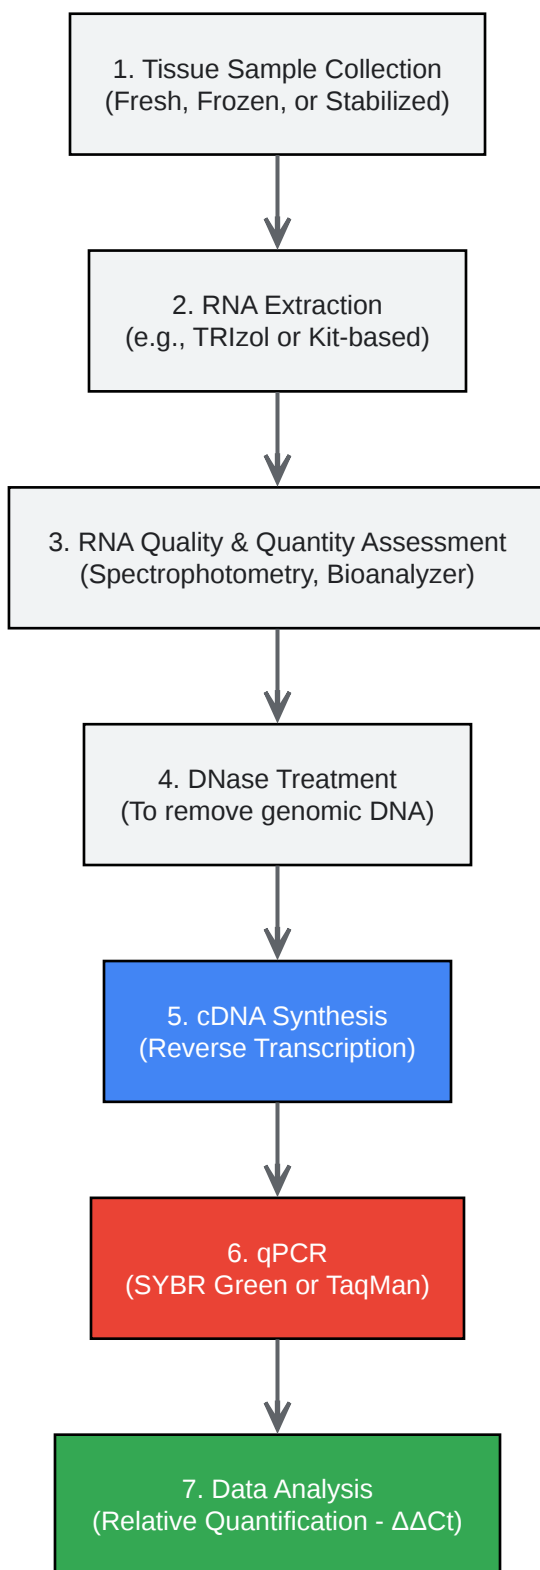 1. Tissue Sample Collection
(Fresh, Frozen, or Stabilized)
2. RNA Extraction
(e.g., TRIzol or Kit-based)
3. RNA Quality & Quantity Assessment
(Spectrophotometry, Bioanalyzer)
4. DNase Treatment
(To remove genomic DNA)
5. cDNA Synthesis
(Reverse Transcription)
6. qPCR
(SYBR Green or TaqMan)
7. Data Analysis
(Relative Quantification - ΔΔCt)